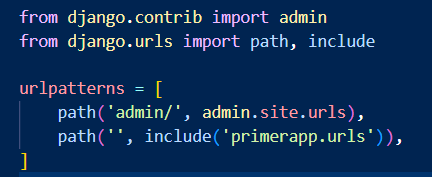 from django.contrib import admin
from django.urls import path, include

urlpatterns = [
    path('admin/', admin.site.urls),
    path('', include('primerapp.urls')),
]